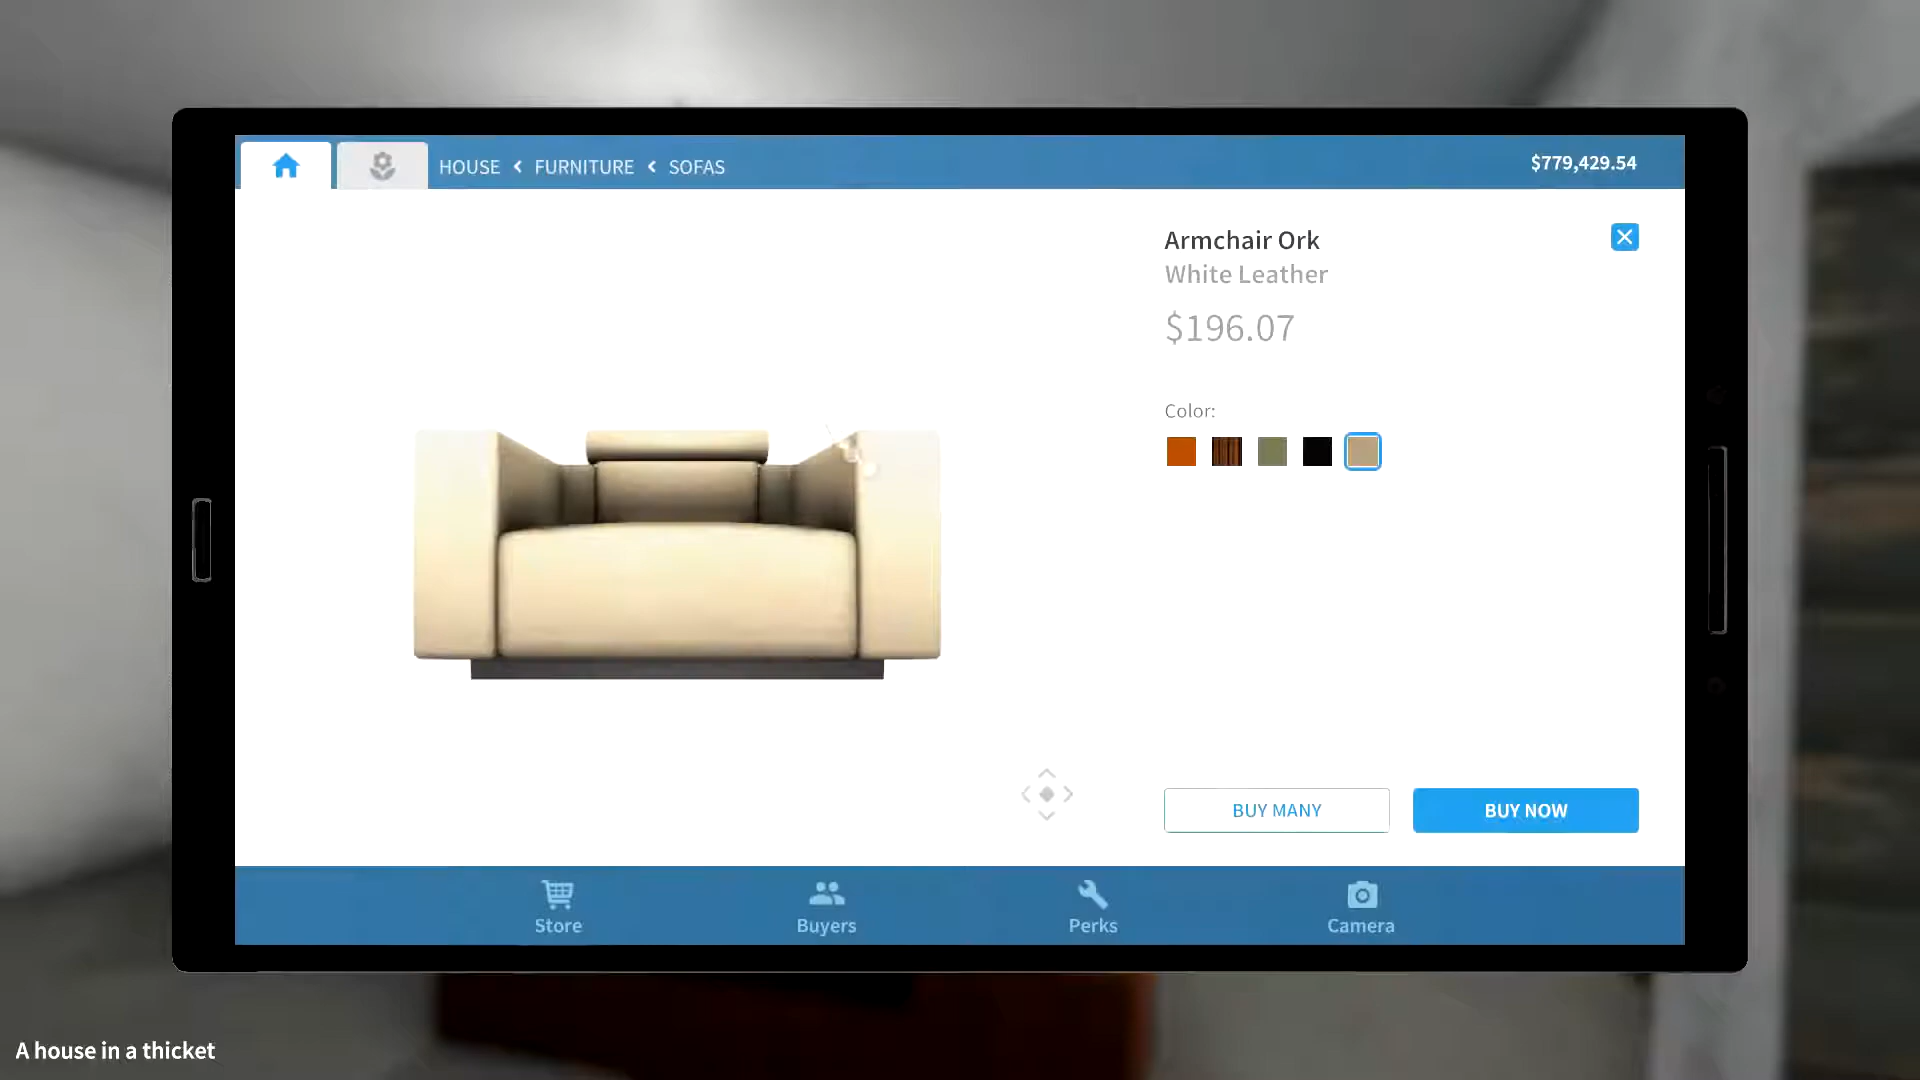 HOUSE < FURNITURE < SOFAS
$779,429.54
Armchair Ork
White Leather
$196.07
Color:
BUY MANY
BUY NOW
Store
Buyers
Perks
Camera
A house in a thicket